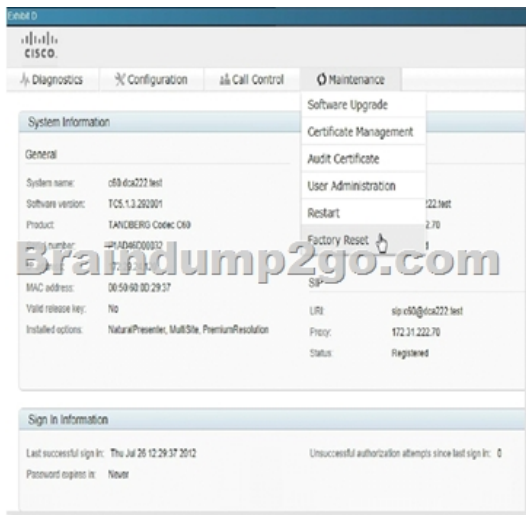 Exhibit D
CISCO.
Diagnostics Configuration Call Control Maintenance
Software Upgrade
Certificate Management
Audit Certificate
User Administration
Restart
Factory Reset
System Information
General
System name: c60.dca222.test
Software version: TC5.1.3.292001
Product: TANDBERG Codec C60
number:
MAC address: 00:50:60:0D:29:37
Valid release key: No
Installed options: NaturalPresenter, MultiSite, PremiumResolution
222.test
2.70
SIP
URI: sip:c60@dca222.test
Proxy: 172.31.222.70
Status: Registered
Braindump2go.com
Sign In Information
Last successful sign in: Thu Jul 26 12:29:37 2012
Password expires in: Never
Unsuccessful authorization attempts since last sign in: 0